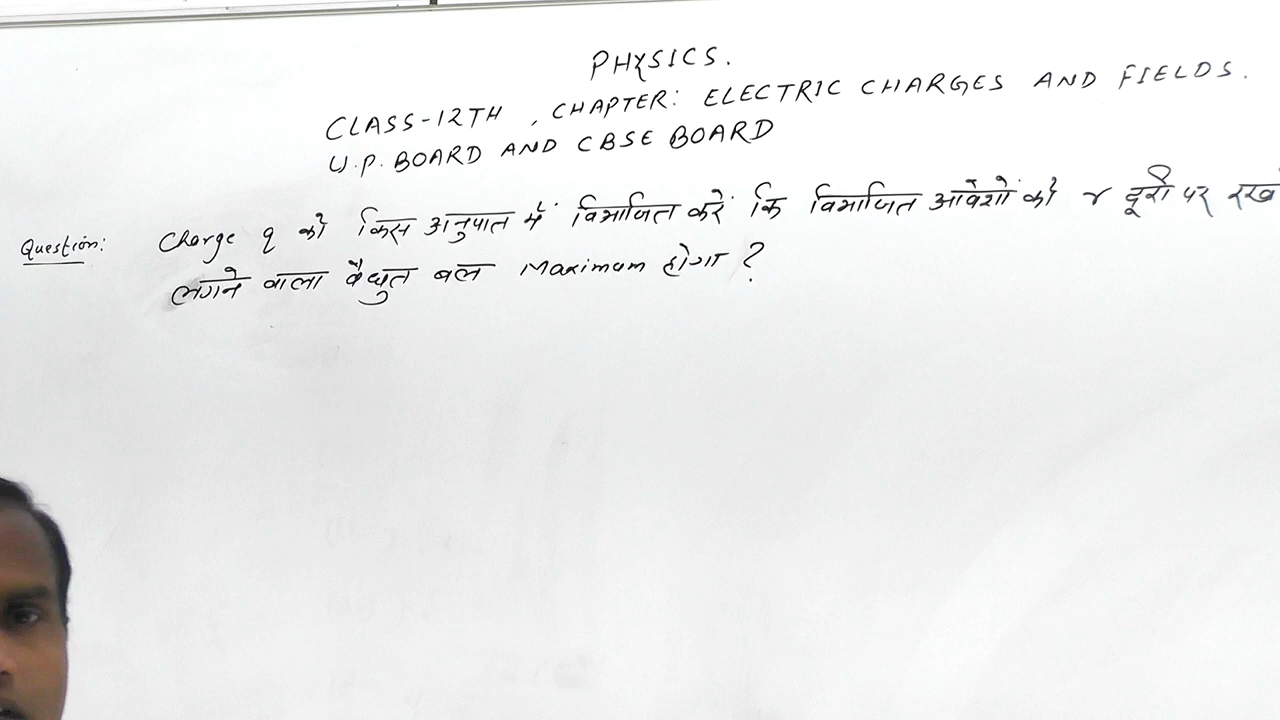 PHYSICS.
CLASS-12TH , CHAPTER: ELECTRIC CHARGES AND FIELDS.
U.P. BOARD AND CBSE BOARD
Question: Charge q को किस अनुपात में विभाजित करें कि विभाजित आवेशों को r दूरी पर
लगने वाला वैधुत बल Maximum होगा ?